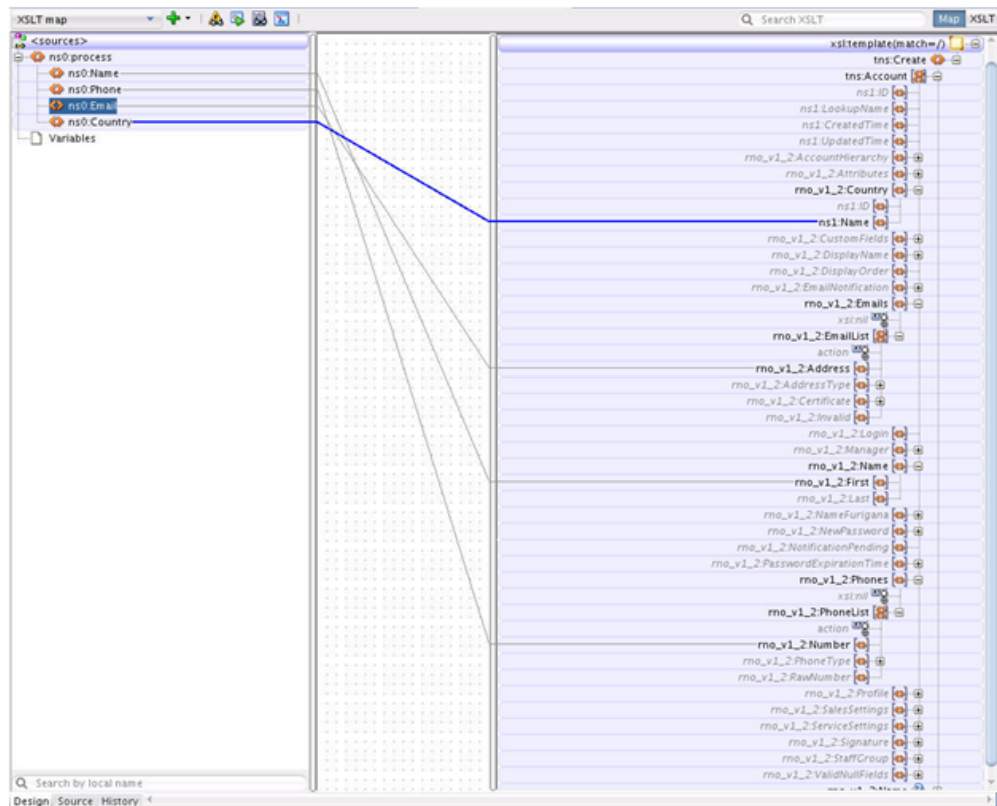 XSLT map
Search XSLT
Map XSLT
<sources>
ns0:process
ns0:Name
ns0:Phone
ns0:Email
ns0:Country
Variables
xsl:template(match=/)
tns:Create
tns:Account
ns1:ID
ns1:LookupName
ns1:CreatedTime
ns1:UpdatedTime
rno_v1_2:AccountHierarchy
rno_v1_2:Attributes
rno_v1_2:Country
ns1:ID
ns1:Name
rno_v1_2:CustomFields
rno_v1_2:DisplayName
rno_v1_2:DisplayOrder
rno_v1_2:EmailNotification
rno_v1_2:Emails
xsi:nil
rno_v1_2:EmailList
action
rno_v1_2:Address
rno_v1_2:AddressType
rno_v1_2:Certificate
rno_v1_2:Invalid
rno_v1_2:Login
rno_v1_2:Manager
rno_v1_2:Name
rno_v1_2:First
rno_v1_2:Last
rno_v1_2:NameFurigana
rno_v1_2:NewPassword
rno_v1_2:NotificationPending
rno_v1_2:PasswordExpirationTime
rno_v1_2:Phones
xsi:nil
rno_v1_2:PhoneList
action
rno_v1_2:Number
rno_v1_2:PhoneType
rno_v1_2:RawNumber
rno_v1_2:Profile
rno_v1_2:SalesSettings
rno_v1_2:ServiceSettings
rno_v1_2:Signature
rno_v1_2:StaffGroup
rno_v1_2:ValidNullFields
Search by local name
Design Source History